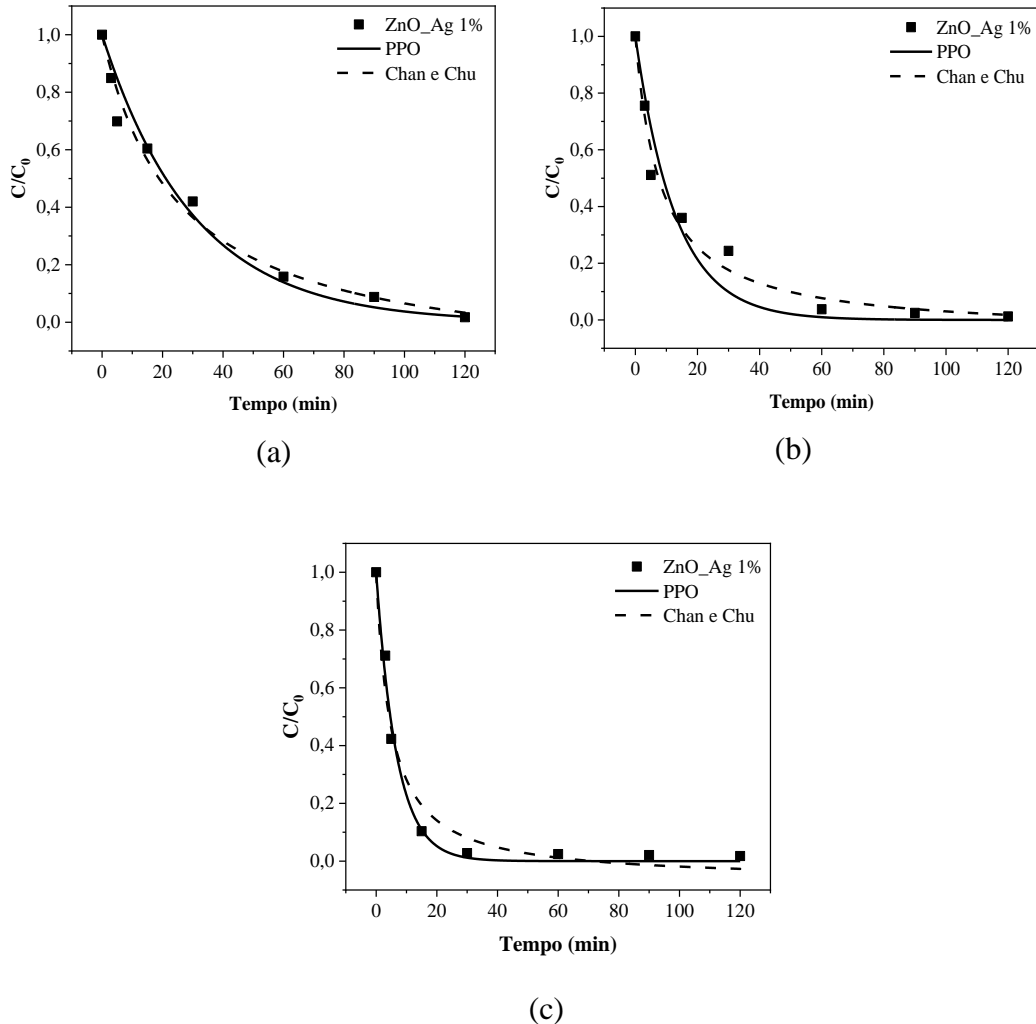 ZnO_Ag 1%
PPO
Chan e Chu
1,0
0,8
0,6
0,4
0,2
0,0
C/C₀
0 20 40 60 80 100 120
Tempo (min)
(a)
ZnO_Ag 1%
PPO
Chan e Chu
1,0
0,8
0,6
0,4
0,2
0,0
C/C₀
0 20 40 60 80 100 120
Tempo (min)
(b)
ZnO_Ag 1%
PPO
Chan e Chu
1,0
0,8
0,6
0,4
0,2
0,0
C/C₀
0 20 40 60 80 100 120
Tempo (min)
(c)